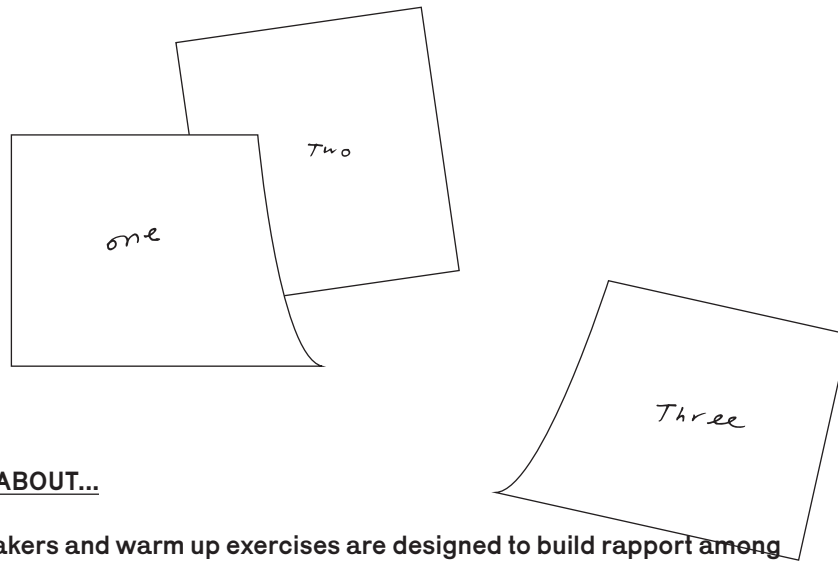 Two
one
Three
ABOUT...
akers and warm up exercises are designed to build rapport among